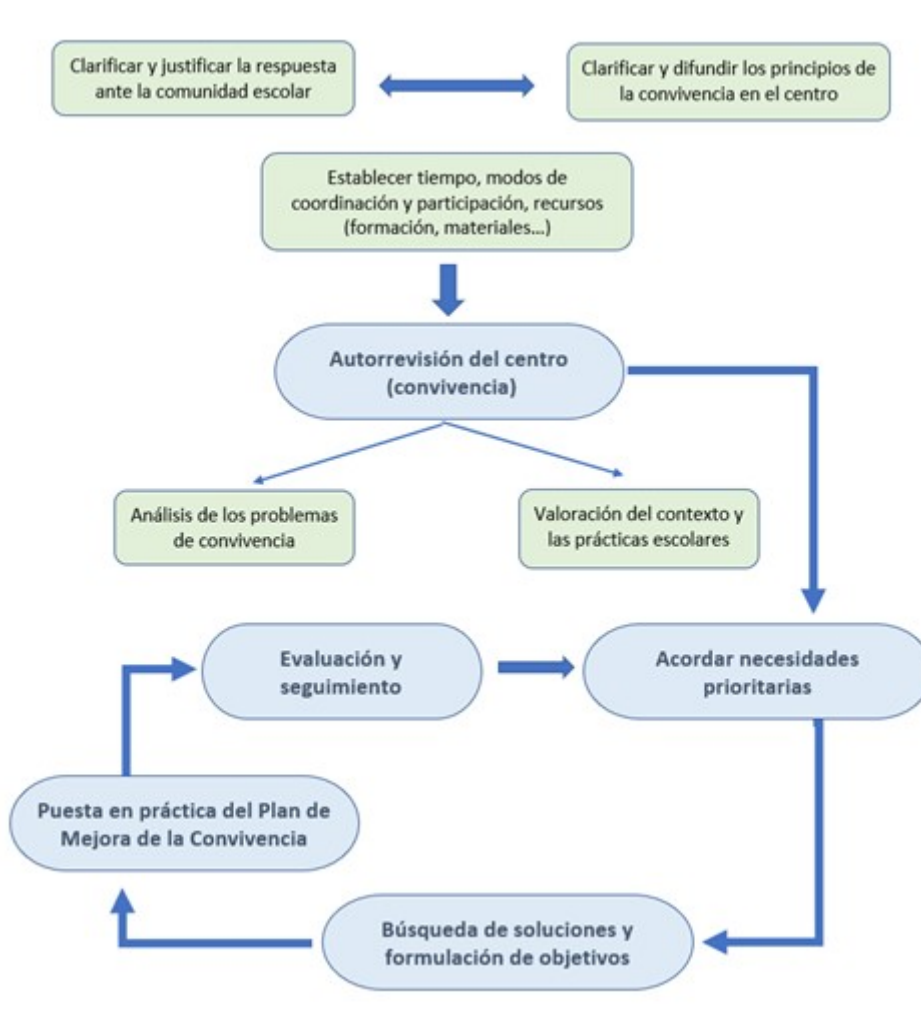 Clarificar y justificar la respuesta
ante la comunidad escolar
Clarificar y difundir los principios de
la convivencia en el centro
Establecer tiempo, modos de
coordinación y participación, recursos
(formación, materiales...)
Autorrevisión del centro
(convivencia)
Análisis de los problemas
de convivencia
Valoración del contexto y
las prácticas escolares
Evaluación y
seguimiento
Acordar necesidades
prioritarias
Puesta en práctica del Plan de
Mejora de la Convivencia
Búsqueda de soluciones y
formulación de objetivos